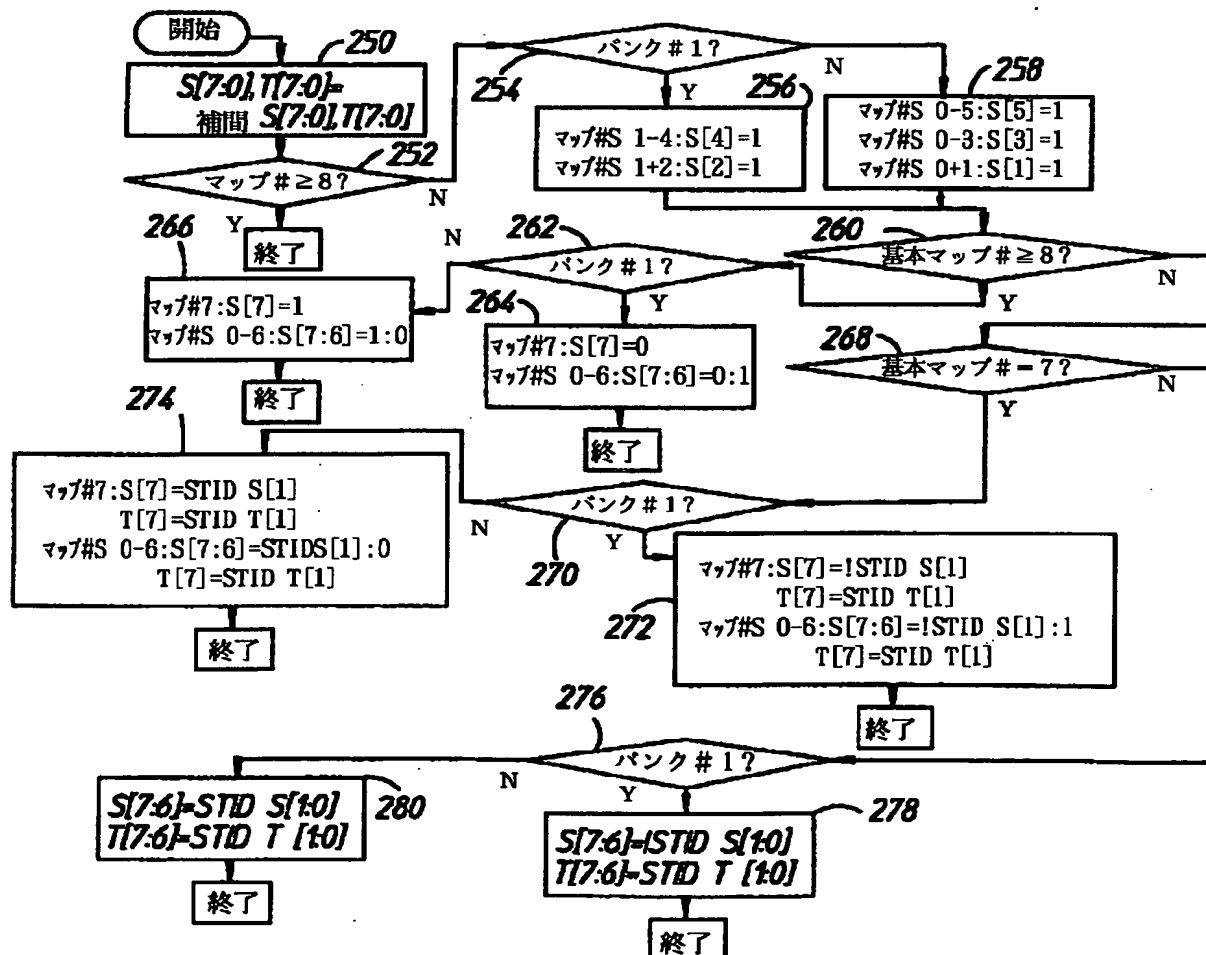 開始
250
S[7:0],T[7:0]=
補間 S[7:0],T[7:0]
252
マップ#≧8?
N
Y
終了
254
バンク#1?
N
Y
256
マップ#S 1-4:S[4]=1
マップ#S 1+2:S[2]=1
258
マップ#S 0-5:S[5]=1
マップ#S 0-3:S[3]=1
マップ#S 0+1:S[1]=1
260
基本マップ#≧8?
N
Y
262
バンク#1?
N
Y
266
マップ#7:S[7]=1
マップ#S 0-6:S[7:6]=1:0
終了
264
マップ#7:S[7]=0
マップ#S 0-6:S[7:6]=0:1
終了
268
基本マップ#-7?
N
Y
270
バンク#1?
N
Y
274
マップ#7:S[7]=STID S[1]
T[7]=STID T[1]
マップ#S 0-6:S[7:6]=STIDS[1]:0
T[7]=STID T[1]
終了
272
マップ#7:S[7]=!STID S[1]
T[7]=STID T[1]
マップ#S 0-6:S[7:6]=!STID S[1]:1
T[7]=STID T[1]
終了
276
バンク#1?
N
Y
280
S[7:6]=STID S[1:0]
T[7:6]=STID T [1:0]
終了
278
S[7:6]=!STID S[1:0]
T[7:6]=STID T [1:0]
終了